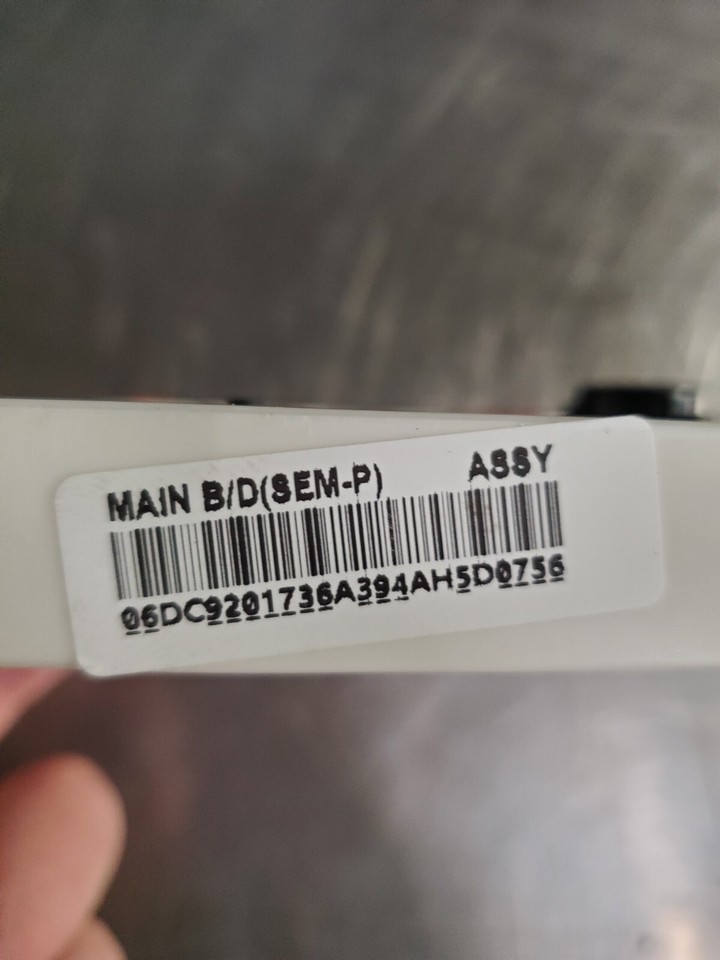 MAIN B/D(SEM-P) ASSY
06DC9201736A394AH5D0756